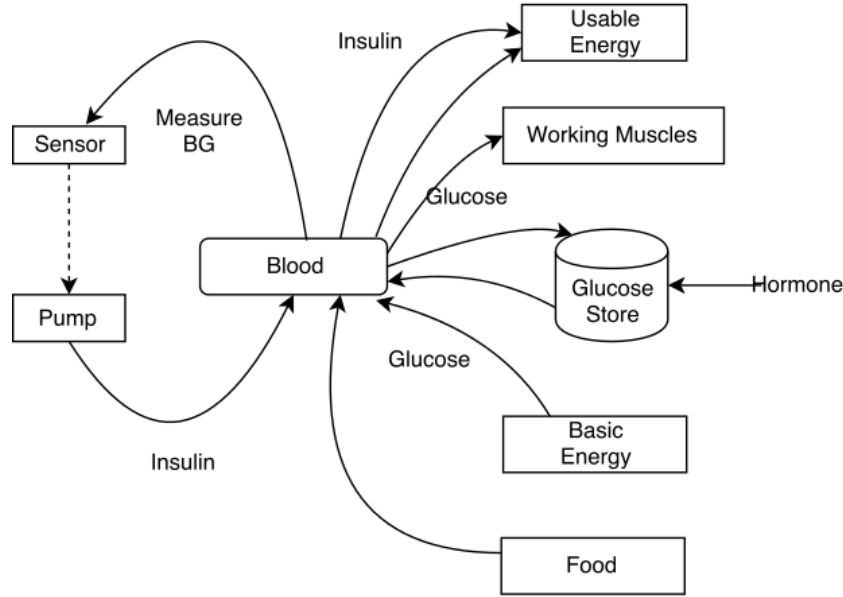 Usable
Energy
Insulin
Measure
BG
Sensor
Working Muscles
Glucose
Blood
Glucose
Store
Hormone
Pump
Glucose
Basic
Energy
Insulin
Food